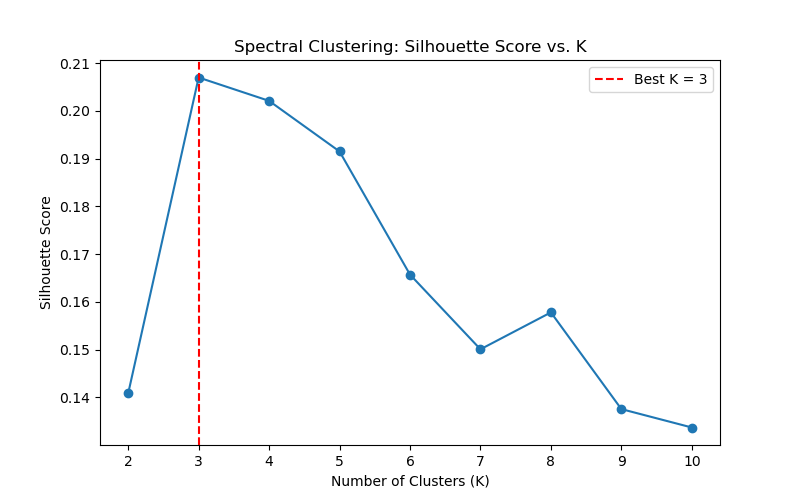 Spectral Clustering: Silhouette Score vs. K
Best K = 3
0.21
0.20
0.19
0.18
0.17
0.16
0.15
0.14
Silhouette Score
2 3 4 5 6 7 8 9 10
Number of Clusters (K)